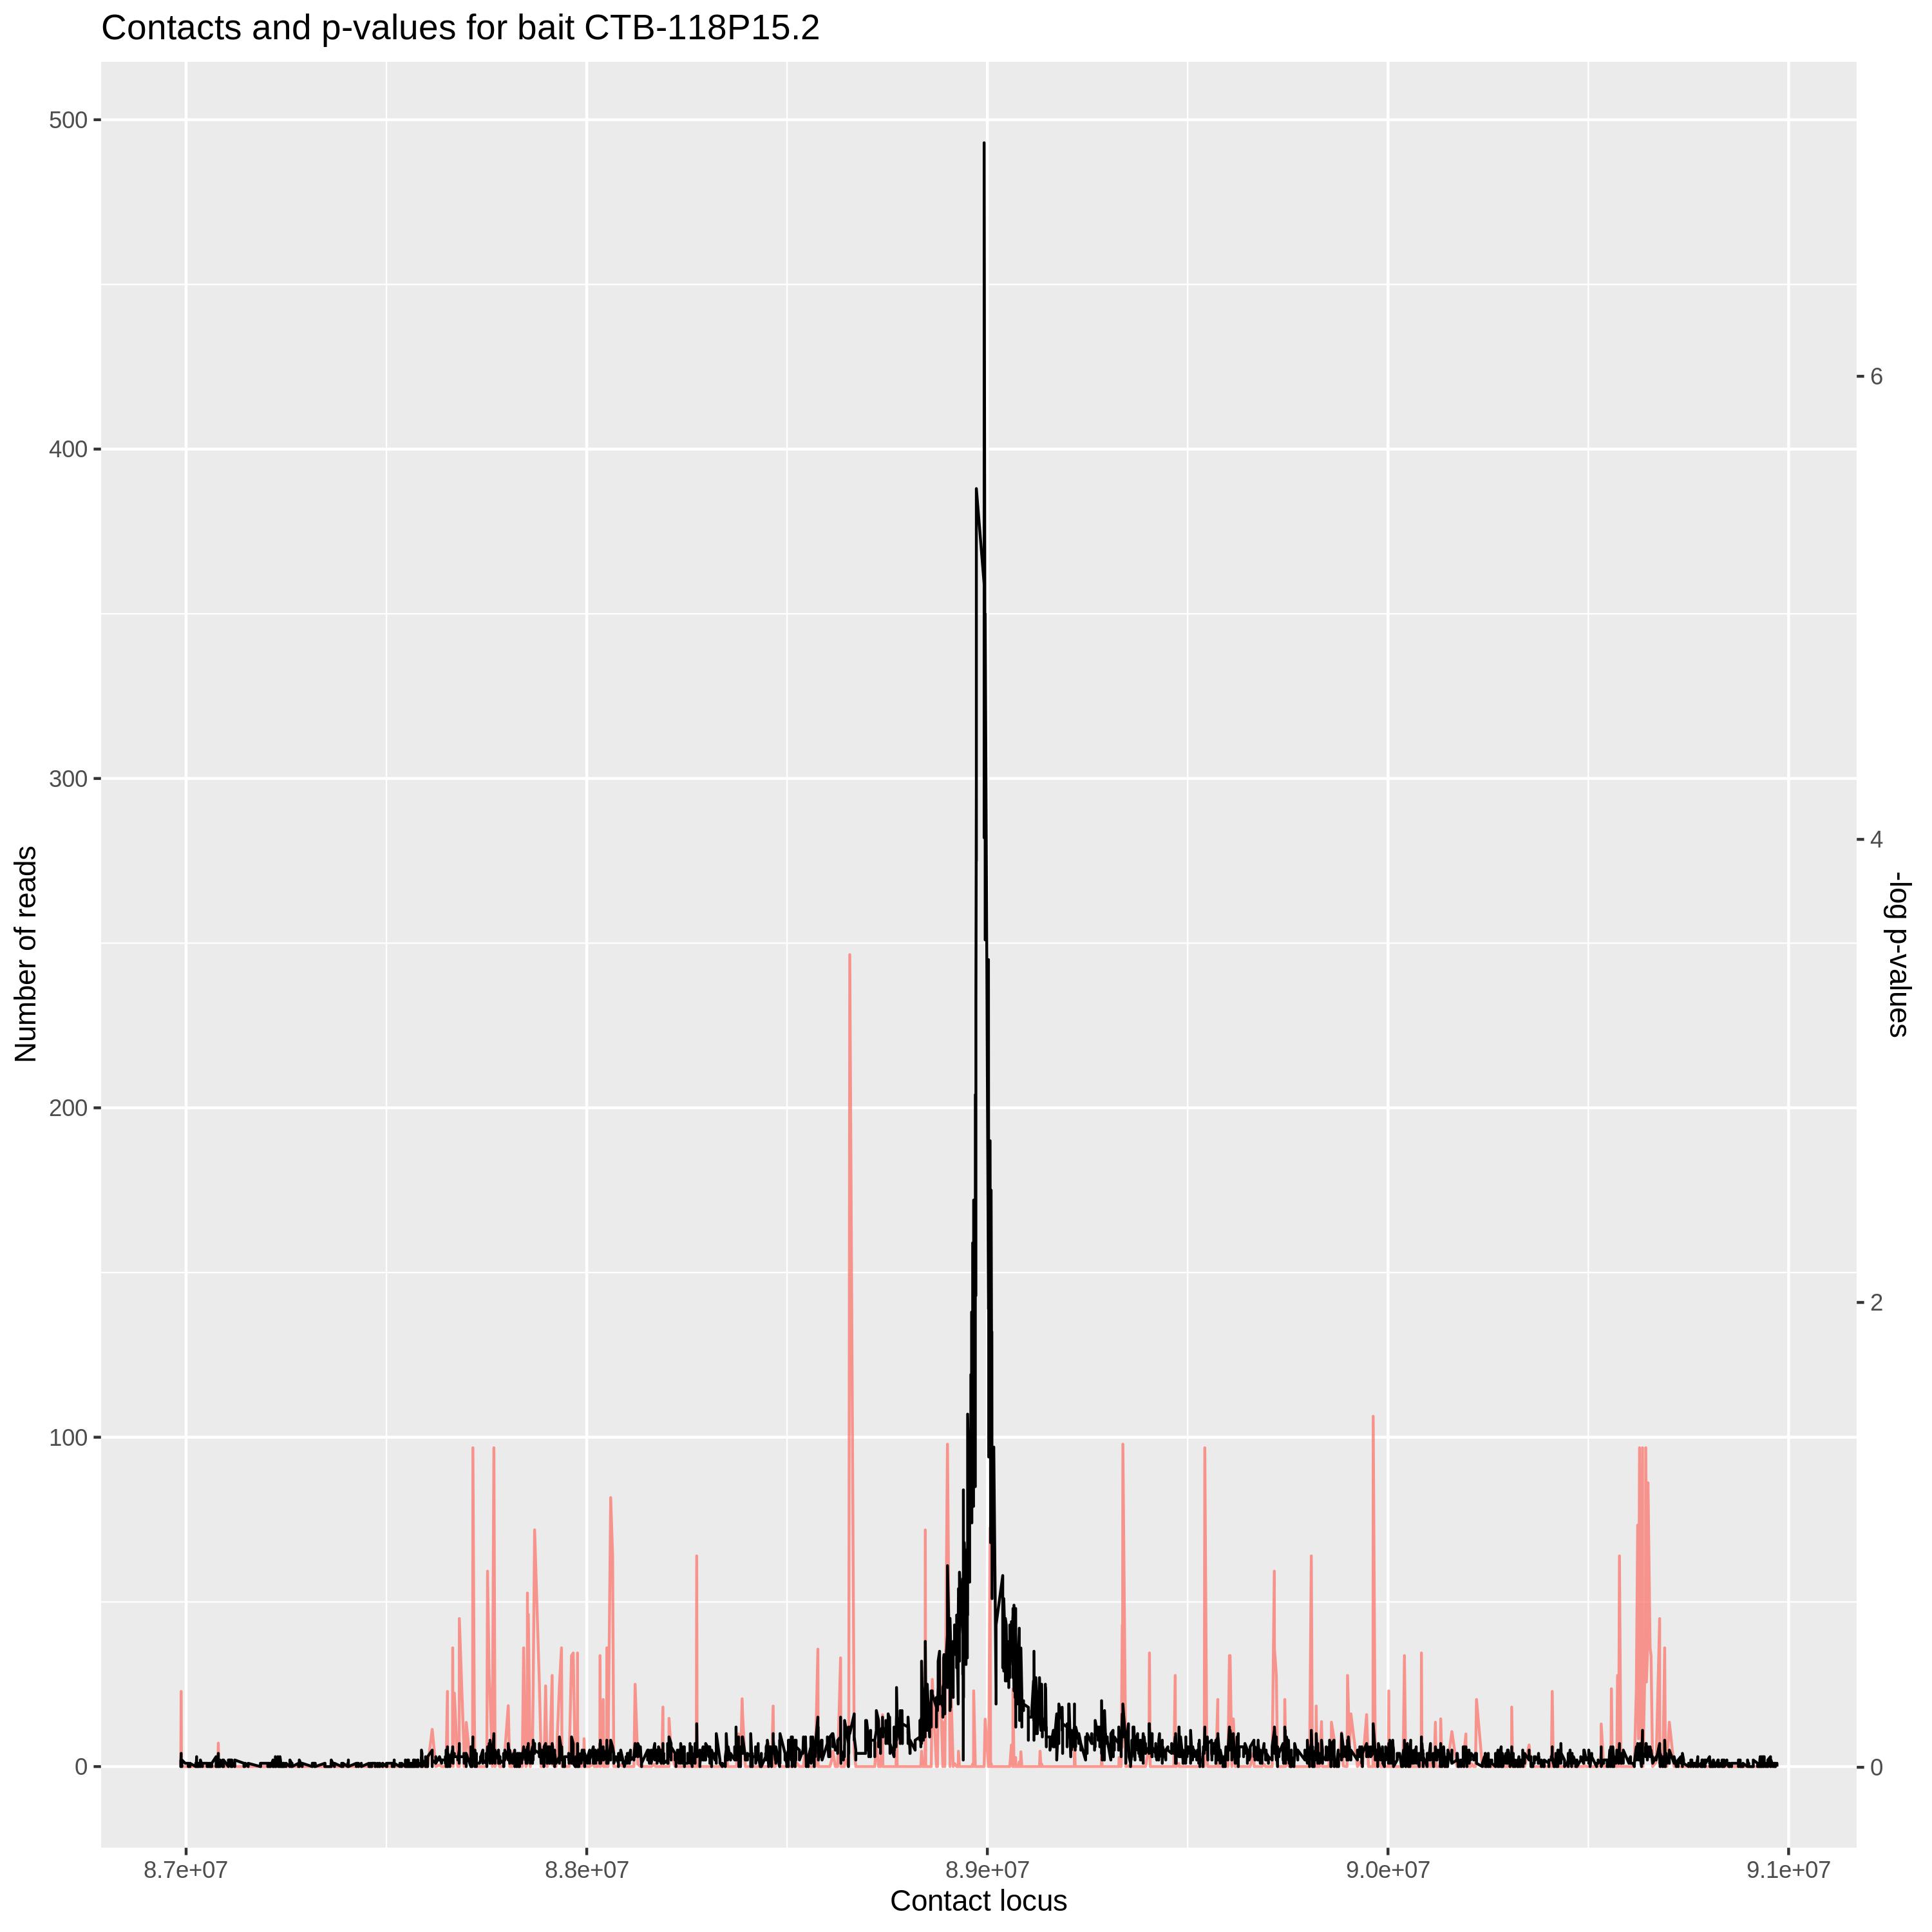 Contacts and p-values for bait CTB-118P15.2
500
400
300
200
100
0
Number of reads
6
4
2
0
-log p-values
8.7e+07
8.8e+07
8.9e+07
9.0e+07
9.1e+07
Contact locus